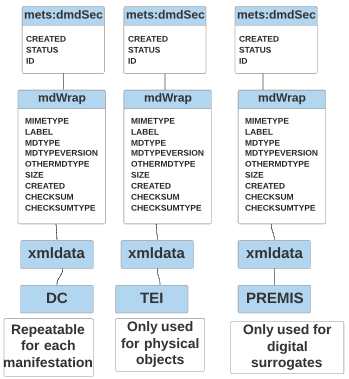 mets:dmdSec
CREATED
STATUS
ID
mdWrap
MIMETYPE
LABEL
MDTYPE
MDTYPEVERSION
OTHERMDTYPE
SIZE
CREATED
CHECKSUM
CHECKSUMTYPE
xmldata
DC
Repeatable
for each
manifestation
mets:dmdSec
CREATED
STATUS
ID
mdWrap
MIMETYPE
LABEL
MDTYPE
MDTYPEVERSION
OTHERMDTYPE
SIZE
CREATED
CHECKSUM
CHECKSUMTYPE
xmldata
TEI
Only used
for physical
objects
mets:dmdSec
CREATED
STATUS
ID
mdWrap
MIMETYPE
LABEL
MDTYPE
MDTYPEVERSION
OTHERMDTYPE
SIZE
CREATED
CHECKSUM
CHECKSUMTYPE
xmldata
PREMIS
Only used for
digital
surrogates